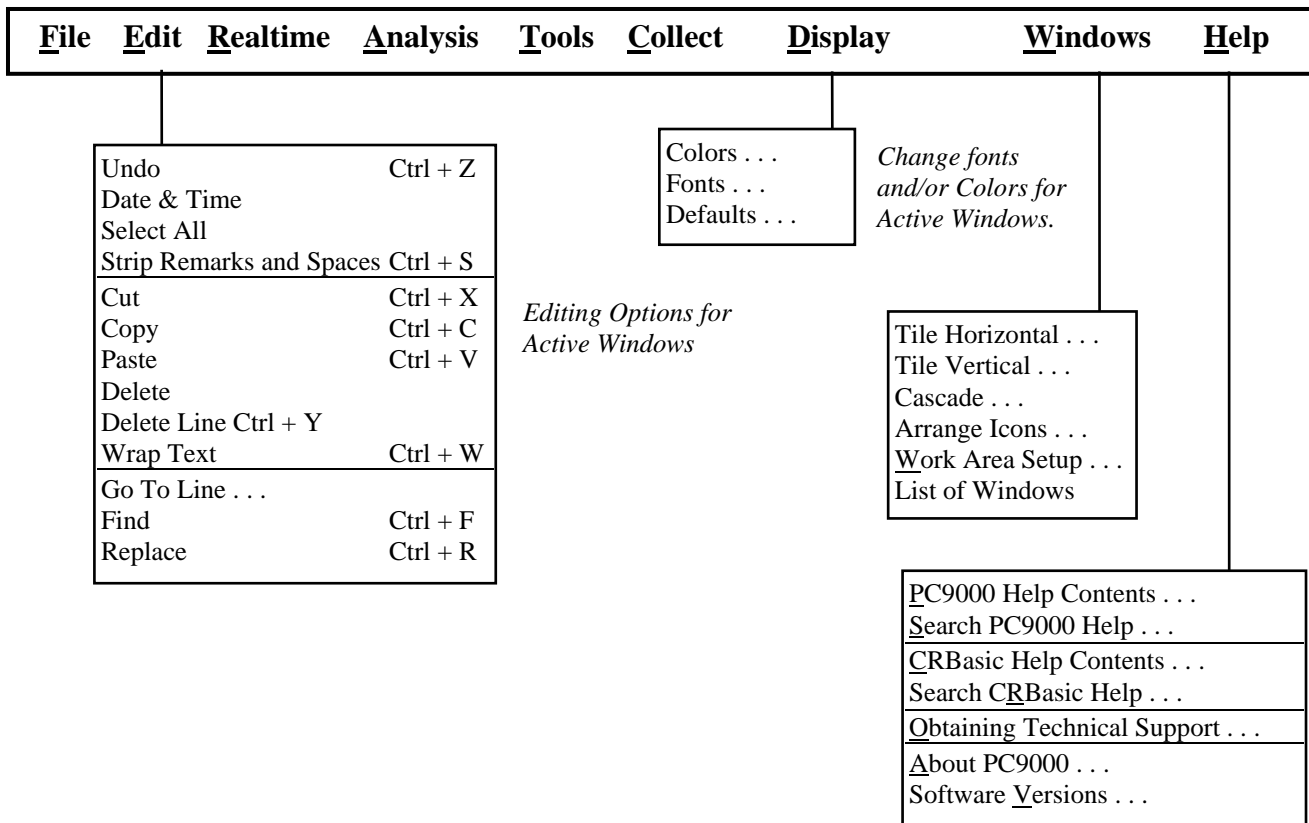 File Edit Realtime Analysis Tools Collect Display Windows Help
Undo Ctrl + Z
Date & Time
Select All
Strip Remarks and Spaces Ctrl + S
Cut Ctrl + X
Copy Ctrl + C
Paste Ctrl + V
Delete
Delete Line Ctrl + Y
Wrap Text Ctrl + W
Go To Line . . .
Find Ctrl + F
Replace Ctrl + R
Editing Options for
Active Windows
Colors . . .
Fonts . . .
Defaults . . .
Change fonts
and/or Colors for
Active Windows.
Tile Horizontal . . .
Tile Vertical . . .
Cascade . . .
Arrange Icons . . .
Work Area Setup . . .
List of Windows
PC9000 Help Contents . . .
Search PC9000 Help . . .
CRBasic Help Contents . . .
Search CRBasic Help . . .
Obtaining Technical Support . . .
About PC9000 . . .
Software Versions . . .